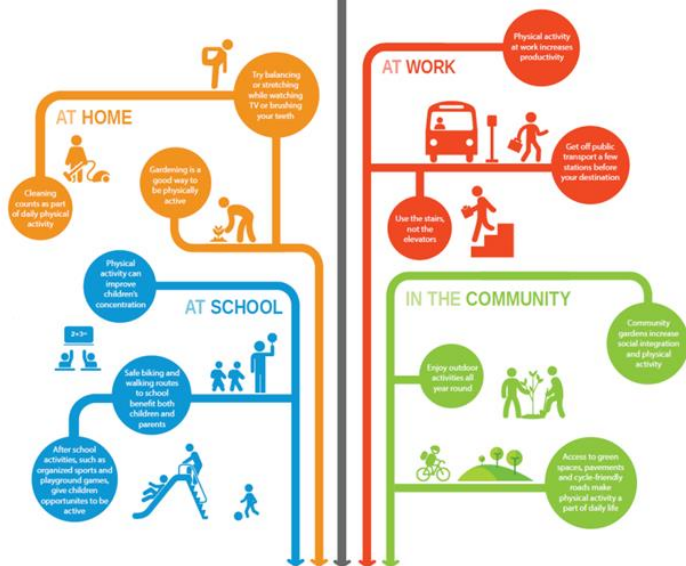 AT HOME
Try balancing
or stretching
while watching
TV or brushing
your teeth
Gardening is a
good way to
be physically
active
Cleaning
counts as part
of daily physical
activity
AT SCHOOL
Physical
activity can
improve
children's
concentration
2×3=
Safe biking and
walking routes
to school
benefit both
children and
parents
After school
activities, such as
organized sports and
playground games,
give children
opportunites to be
active
AT WORK
Physical activity
at work increases
productivity
Get off public
transport a few
stations before
your destination
Use the stairs,
not the
elevators
IN THE COMMUNITY
Community
gardens increase
social integration
and physical
activity
Enjoy outdoor
activities all
year round
Access to green
spaces, pavements
and cycle-friendly
roads make
physical activity a
part of daily life